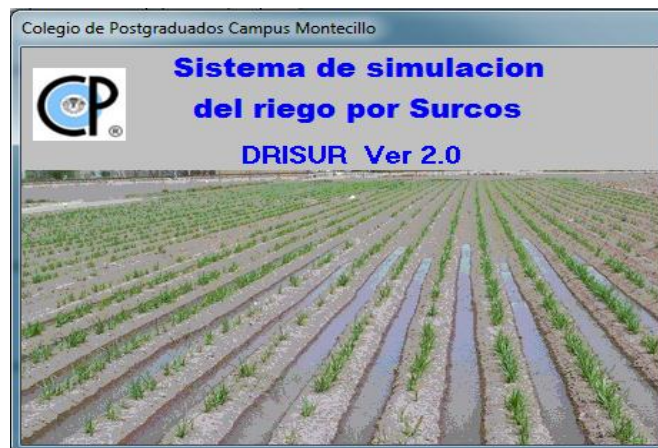 Colegio de Postgraduados Campus Montecillo
Sistema de simulacion
del riego por Surcos
DRISUR Ver 2.0
CP
®